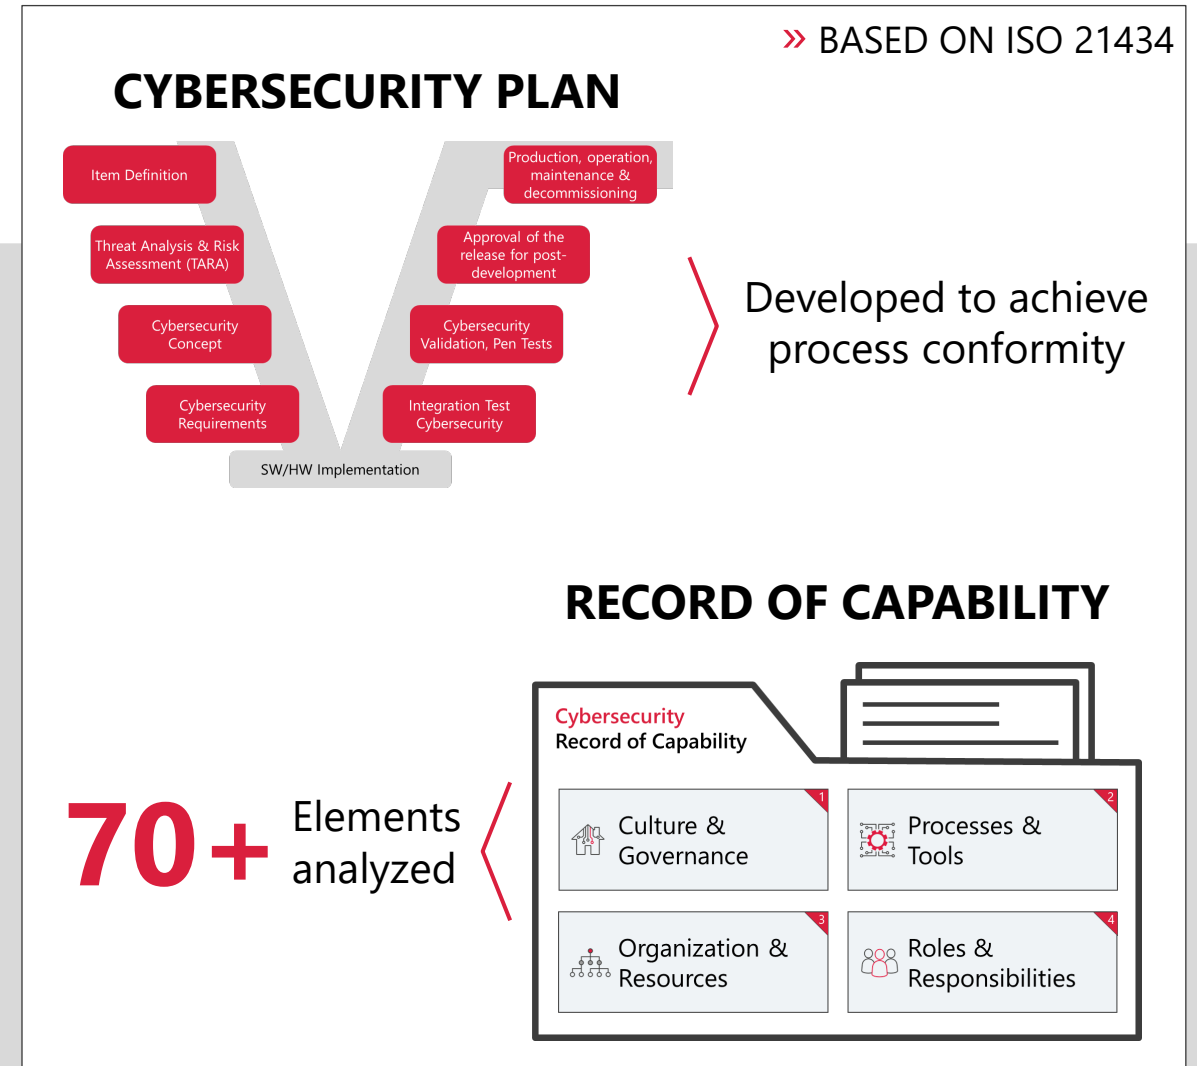 » BASED ON ISO 21434
CYBERSECURITY PLAN
Item Definition
Threat Analysis & Risk
Assessment (TARA)
Cybersecurity
Concept
Cybersecurity
Requirements
SW/HW Implementation
Integration Test
Cybersecurity
Cybersecurity
Validation, Pen Tests
Approval of the
release for post-
development
Production, operation,
maintenance &
decommissioning
Developed to achieve
process conformity
RECORD OF CAPABILITY
70+
Elements
analyzed
Cybersecurity
Record of Capability
1
Culture &
Governance
2
Processes &
Tools
3
Organization &
Resources
4
Roles &
Responsibilities